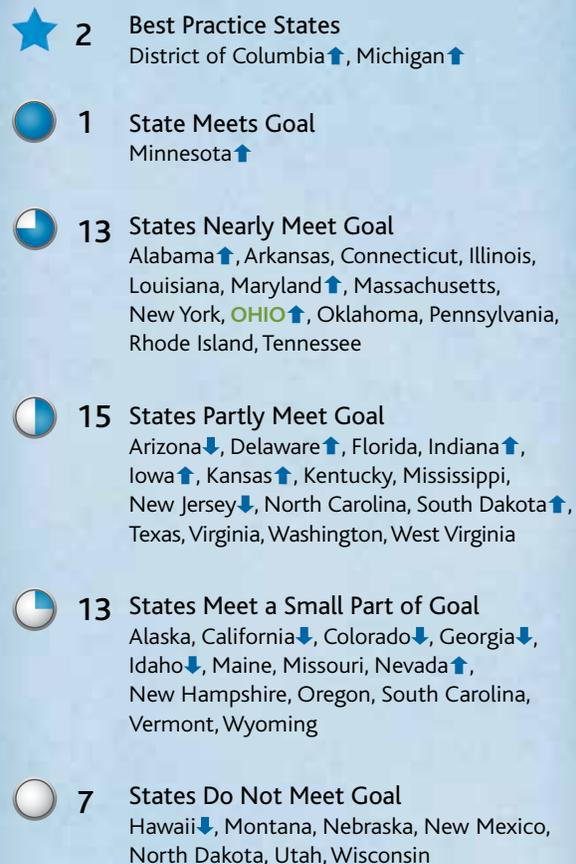 2 Best Practice States
District of Columbia⬆, Michigan⬆
1 State Meets Goal
Minnesota⬆
13 States Nearly Meet Goal
Alabama⬆, Arkansas, Connecticut, Illinois,
Louisiana, Maryland⬆, Massachusetts,
New York, OHIO⬆, Oklahoma, Pennsylvania,
Rhode Island, Tennessee
15 States Partly Meet Goal
Arizona⬇, Delaware⬆, Florida, Indiana⬆,
Iowa⬆, Kansas⬆, Kentucky, Mississippi,
New Jersey⬇, North Carolina, South Dakota⬆,
Texas, Virginia, Washington, West Virginia
13 States Meet a Small Part of Goal
Alaska, California⬇, Colorado⬇, Georgia⬇,
Idaho⬇, Maine, Missouri, Nevada⬆,
New Hampshire, Oregon, South Carolina,
Vermont, Wyoming
7 States Do Not Meet Goal
Hawaii⬇, Montana, Nebraska, New Mexico,
North Dakota, Utah, Wisconsin